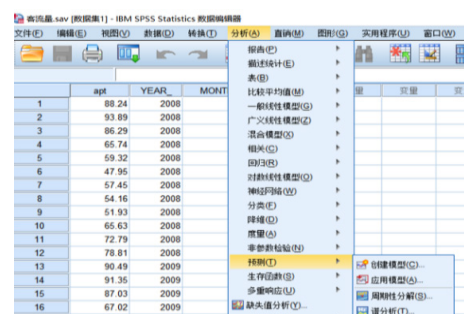 客流量.sav [数据集1] - IBM SPSS Statistics 数据编辑器
文件(F) 编辑(E) 视图(V) 数据(D) 转换(T) 分析(A) 直销(M) 图形(G) 实用程序(U) 窗口(W)
apt YEAR_ MONT 变量 变量
1 88.24 2008
2 93.89 2008
3 86.29 2008
4 65.74 2008
5 59.32 2008
6 47.95 2008
7 57.45 2008
8 54.16 2008
9 51.93 2008
10 65.63 2008
11 72.79 2008
12 78.81 2008
13 90.49 2009
14 91.35 2009
15 87.03 2009
16 67.02 2009
报告(P)
描述统计(E)
表(B)
比较平均值(M)
一般线性模型(G)
广义线性模型(Z)
混合模型(X)
相关(C)
回归(R)
对数线性模型(O)
神经网络(W)
分类(F)
降维(D)
度量(A)
非参数检验(N)
预测(T)
生存函数(S)
多重响应(U)
缺失值分析(Y)...
创建模型(C)...
应用模型(A)...
周期性分解(S)...
谱分析(T)...